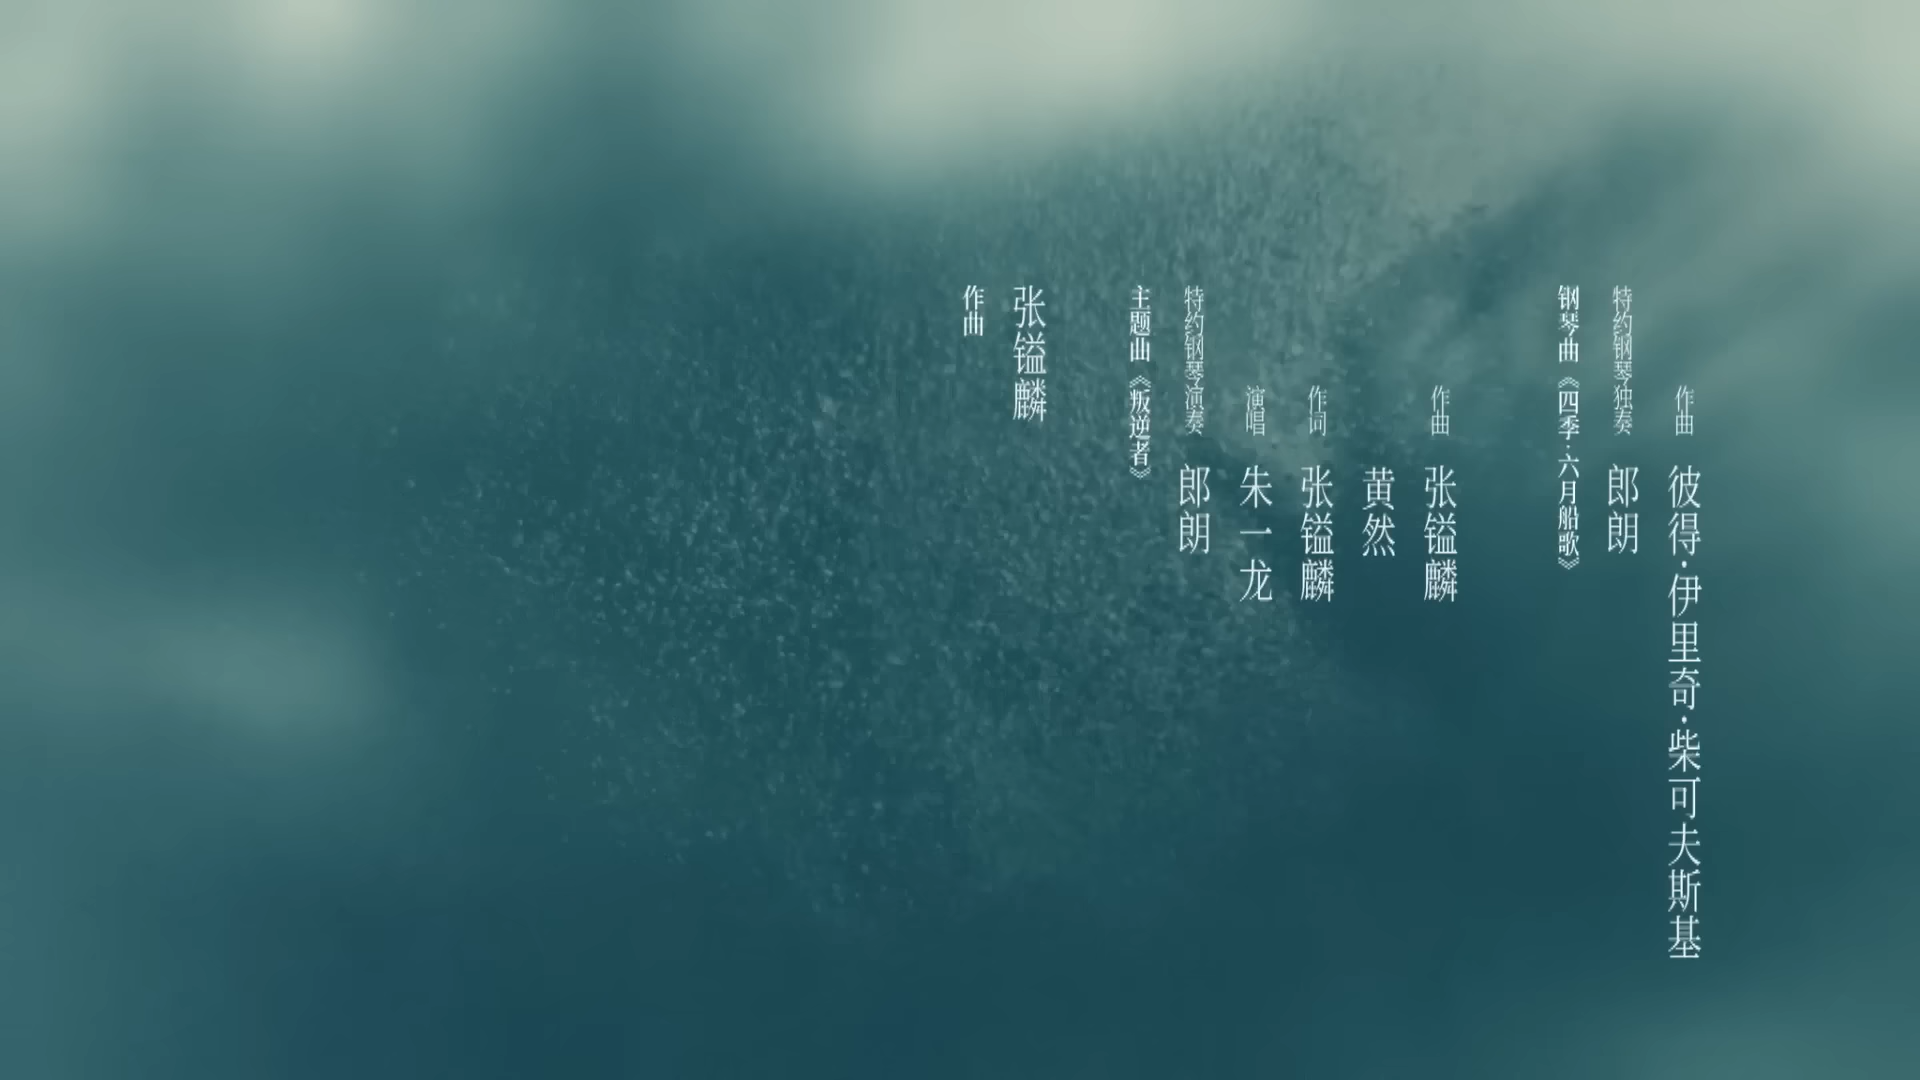 作曲
张镒麟
主题曲《叛逆者》
特约钢琴演奏 郎朗
演唱 朱一龙
作词 张镒麟
黄然
作曲 张镒麟
钢琴曲《四季·六月船歌》
特约钢琴独奏 郎朗
作曲 彼得·伊里奇·柴可夫斯基